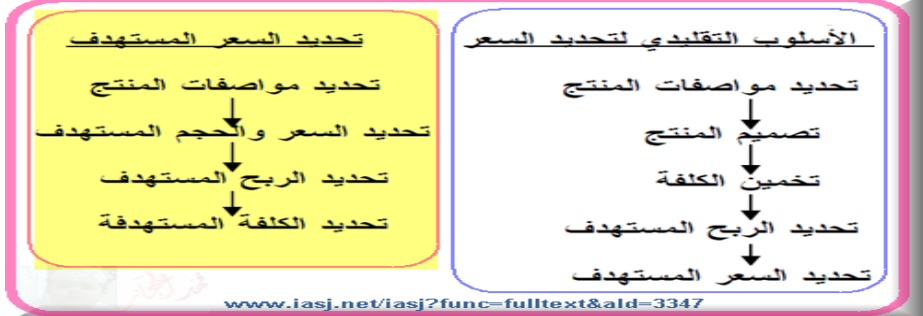 الأسلوب التقليدي لتحديد السعر
تحديد مواصفات المنتج
تصميم المنتج
تخمين الكلفة
تحديد الربح المستهدف
تحديد السعر المستهدف
تحديد السعر المستهدف
تحديد مواصفات المنتج
تحديد السعر والحجم المستهدف
تحديد الربح المستهدف
تحديد الكلفة المستهدفة
www.iasj.net/iasj?func=fulltext&aId=3347